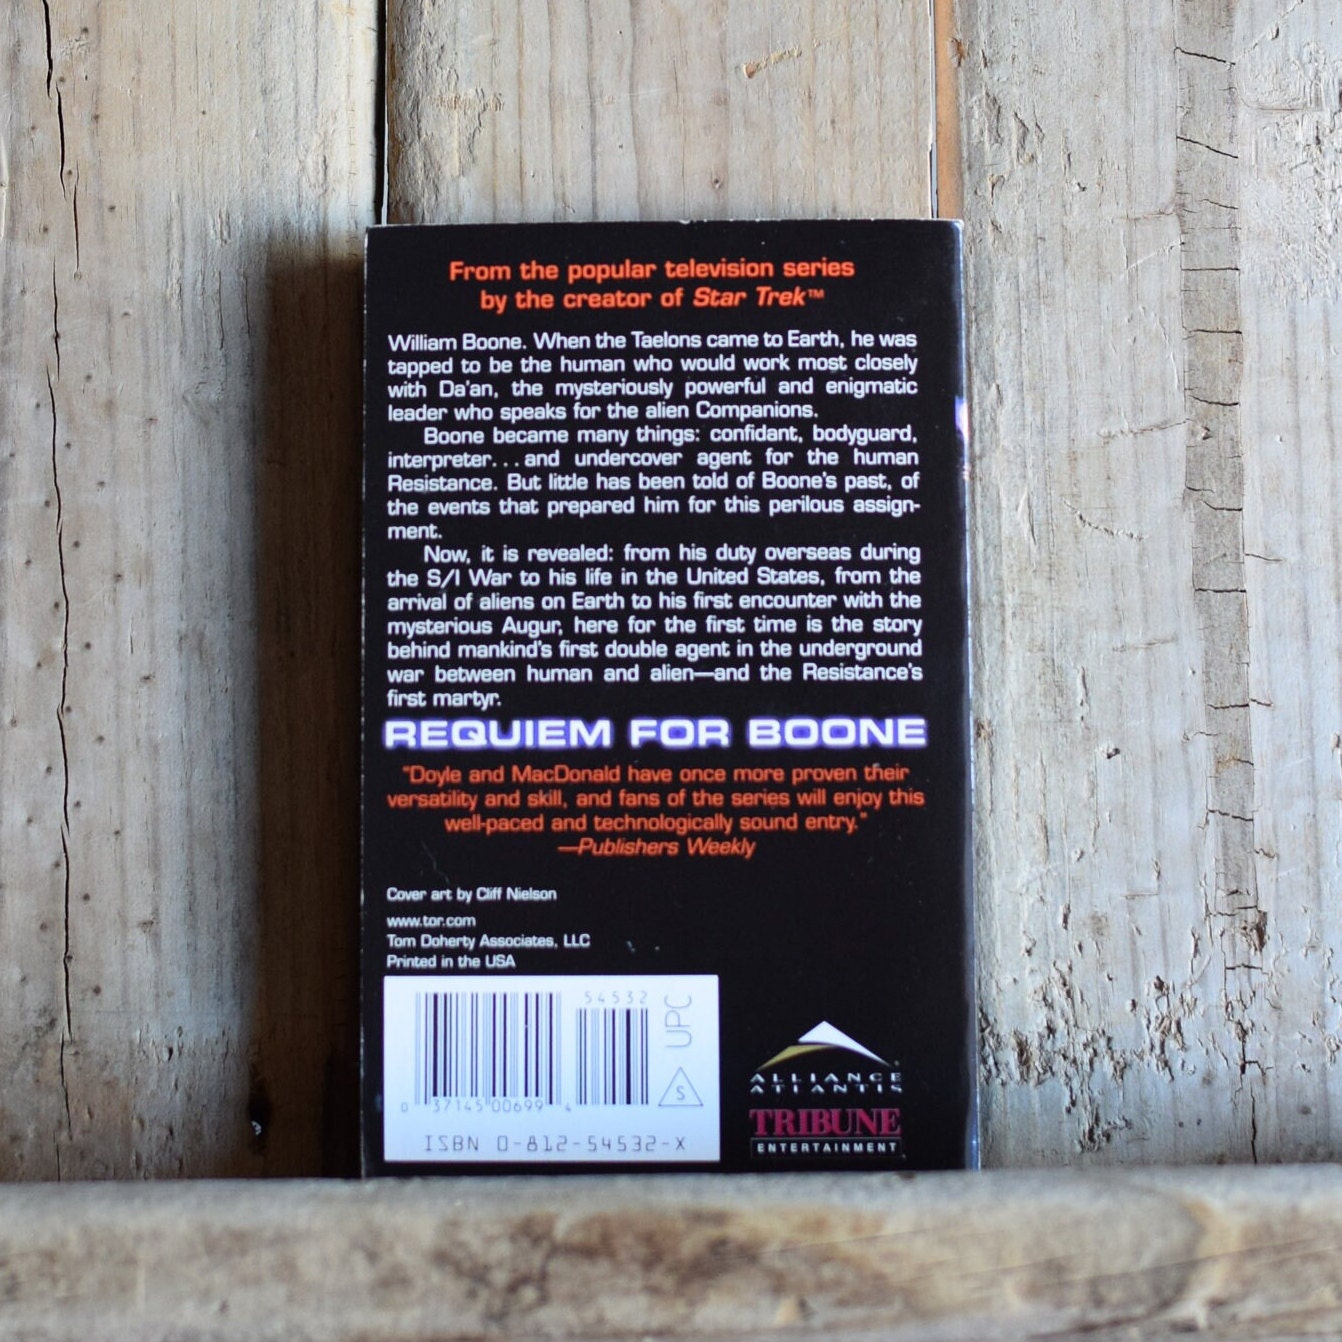 From the popular television series
by the creator of Star Trek™
William Boone. When the Taelons came to Earth, he was
tapped to be the human who would work most closely
with Da'an, the mysteriously powerful and enigmatic
leader who speaks for the alien Companions.
Boone became many things: confidant, bodyguard,
interpreter...and undercover agent for the human
Resistance. But little has been told of Boone's past, of
the events that prepared him for this perilous assign-
ment.
Now, it is revealed: from his duty overseas during
the S/I War to his life in the United States, from the
arrival of aliens on Earth to his first encounter with the
mysterious Augur, here for the first time is the story
behind mankind's first double agent in the underground
war between human and alien—and the Resistance's
first martyr.
REQUIEM FOR BOONE
"Doyle and MacDonald have once more proven their
versatility and skill, and fans of the series will enjoy this
well-paced and technologically sound entry."
—Publishers Weekly
Cover art by Cliff Nielson
www.tor.com
Tom Doherty Associates, LLC
Printed in the USA
54532
UPC
S
0 37145 00699 4
ISBN 0-812-54532-X
ALLIANCE
ATLANTIS
TRIBUNE
ENTERTAINMENT